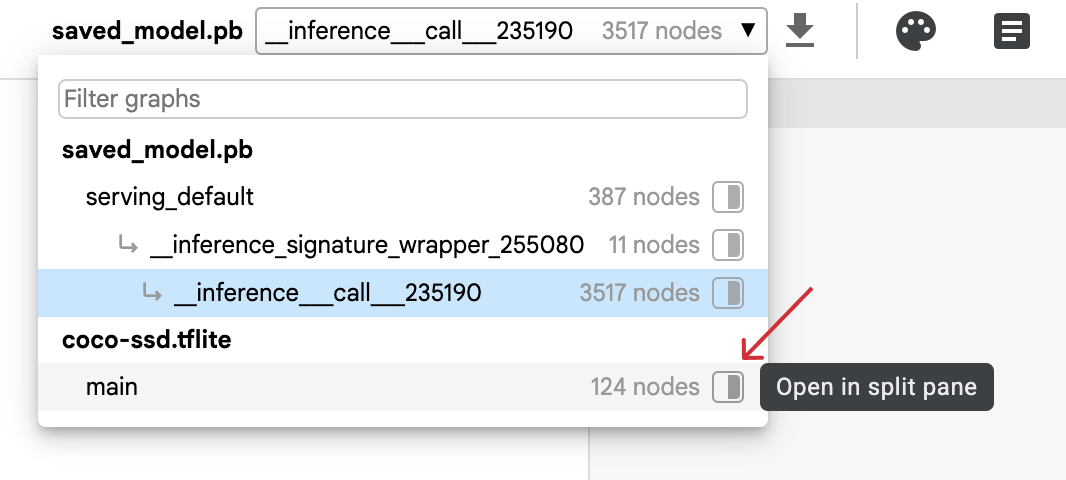 saved_model.pb __inference___call___235190 3517 nodes ▼
Filter graphs
saved_model.pb
serving_default 387 nodes
↳ __inference_signature_wrapper_255080 11 nodes
↳ __inference___call___235190 3517 nodes
coco-ssd.tflite
main 124 nodes Open in split pane